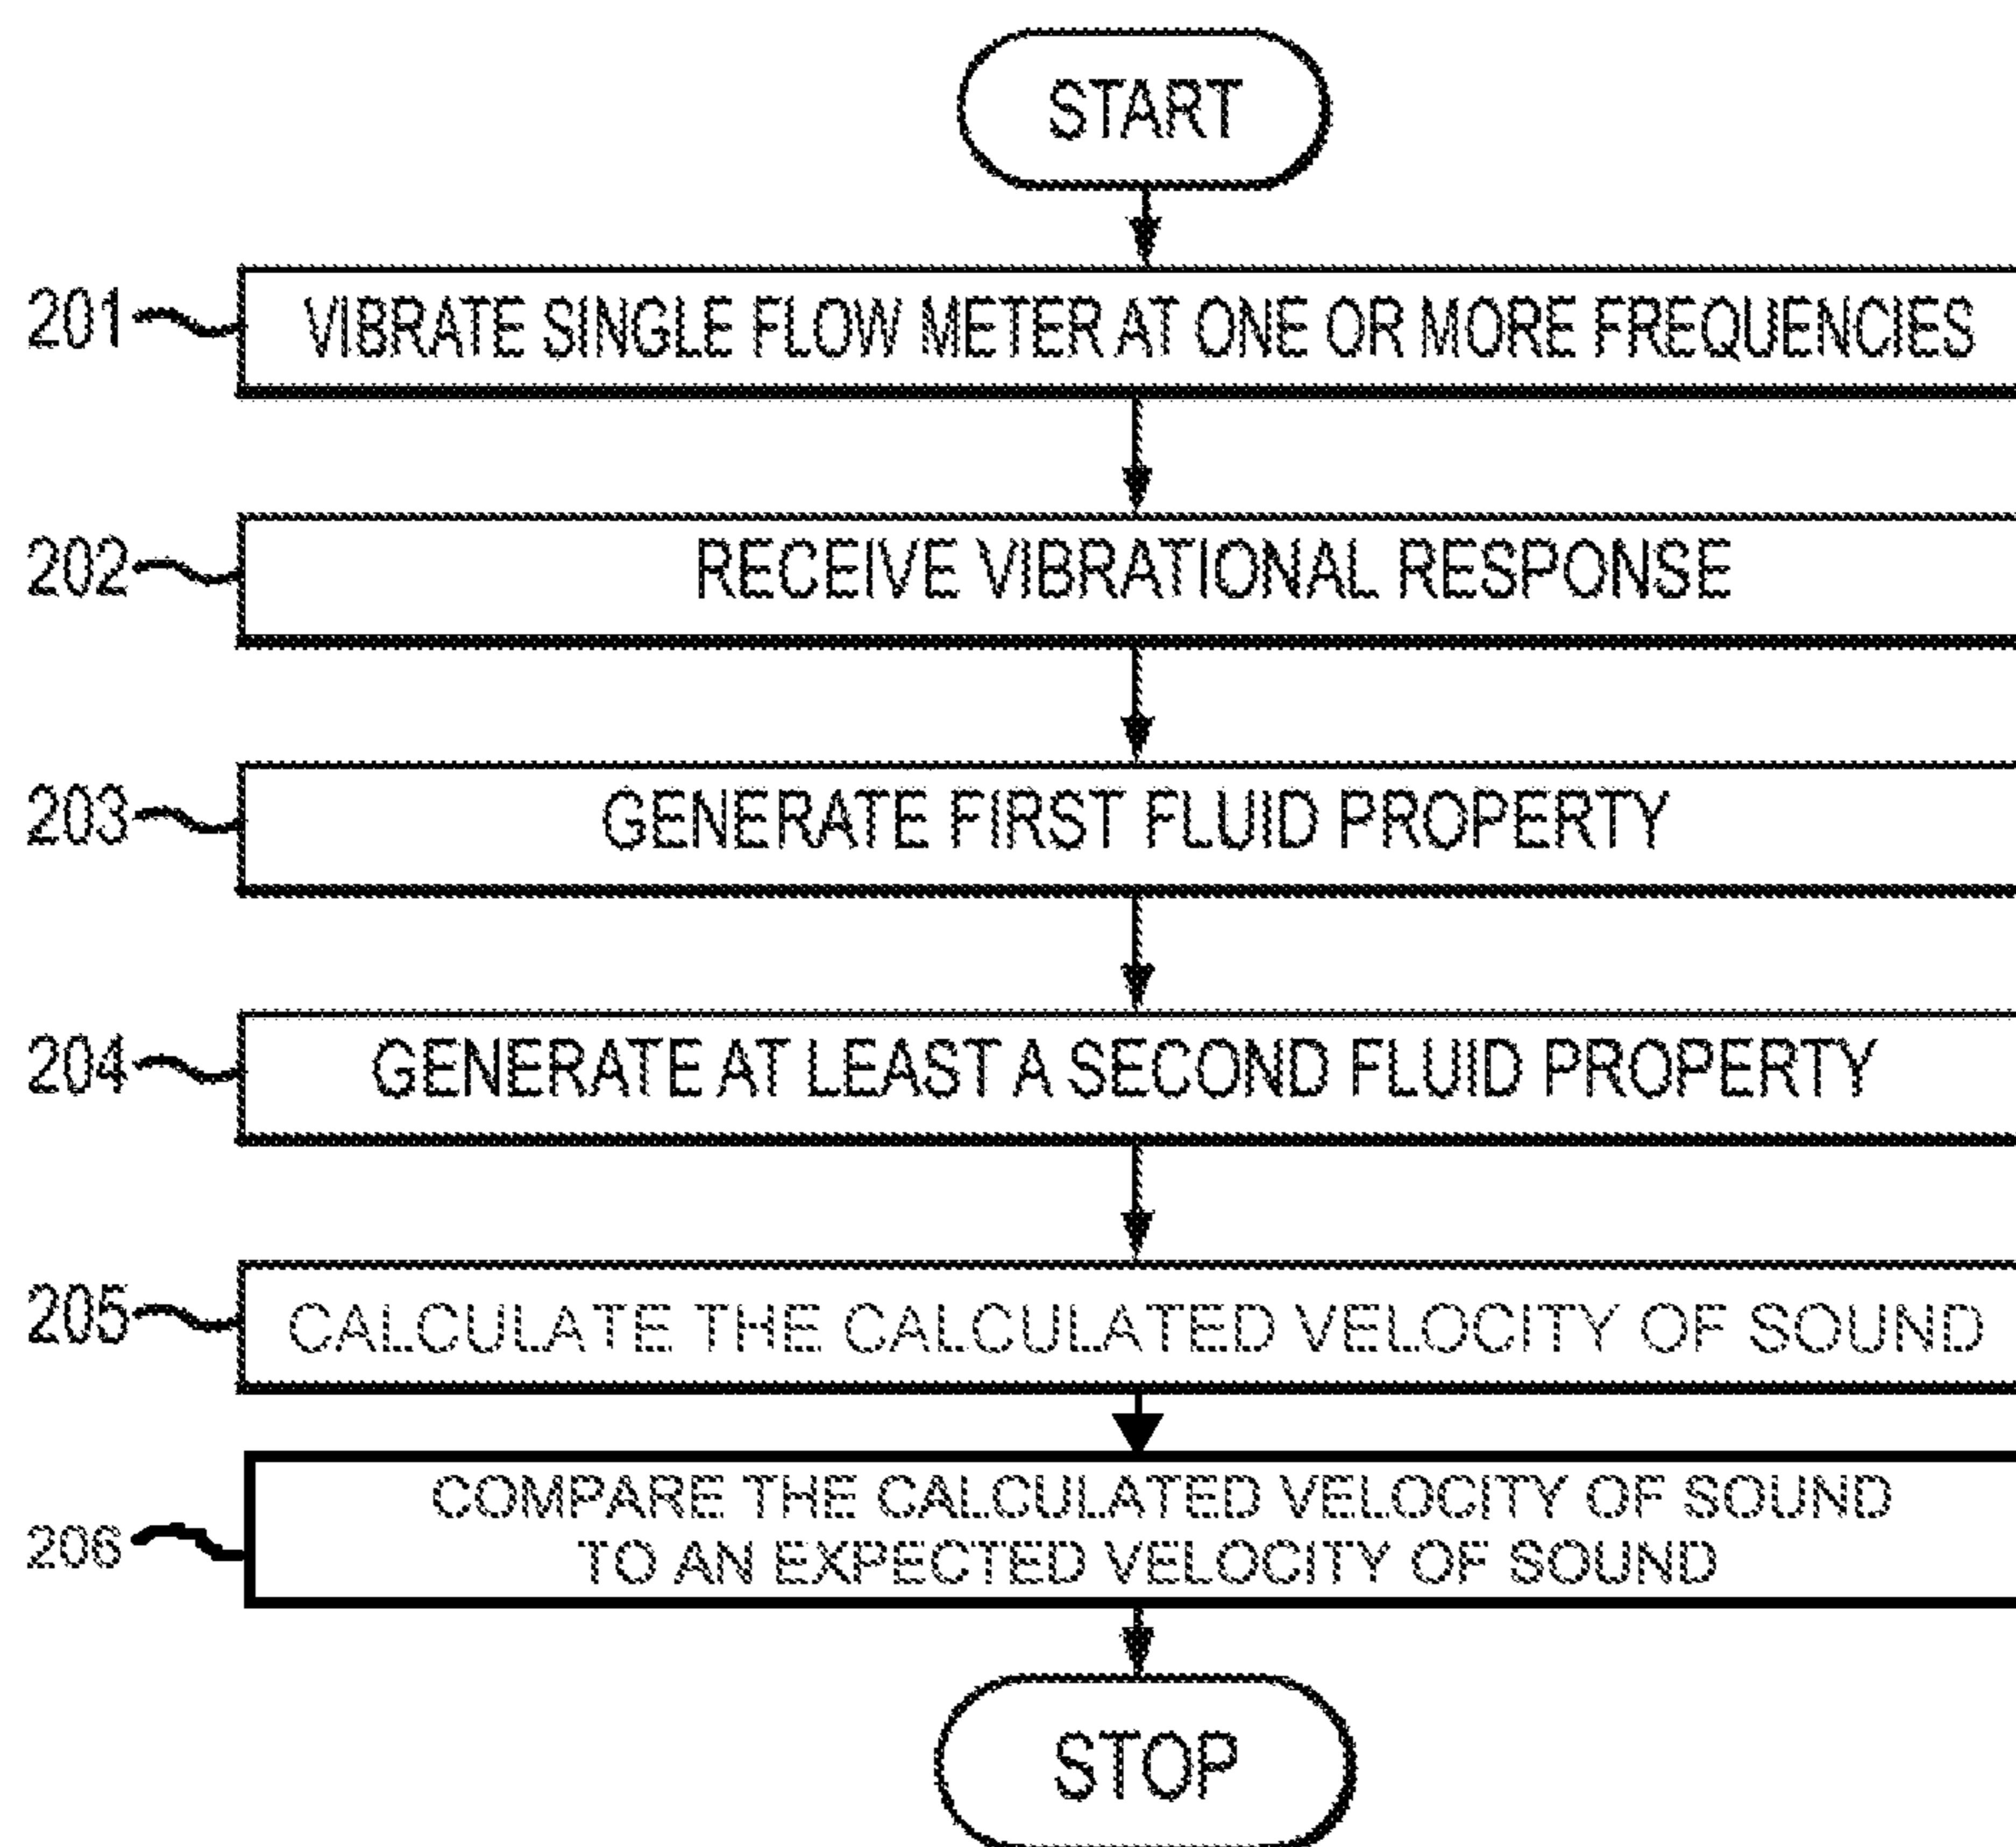 START
201
VIBRATE SINGLE FLOW METER AT ONE OR MORE FREQUENCIES
202
RECEIVE VIBRATIONAL RESPONSE
203
GENERATE FIRST FLUID PROPERTY
204
GENERATE AT LEAST A SECOND FLUID PROPERTY
205
CALCULATE THE CALCULATED VELOCITY OF SOUND
206
COMPARE THE CALCULATED VELOCITY OF SOUND
TO AN EXPECTED VELOCITY OF SOUND
STOP